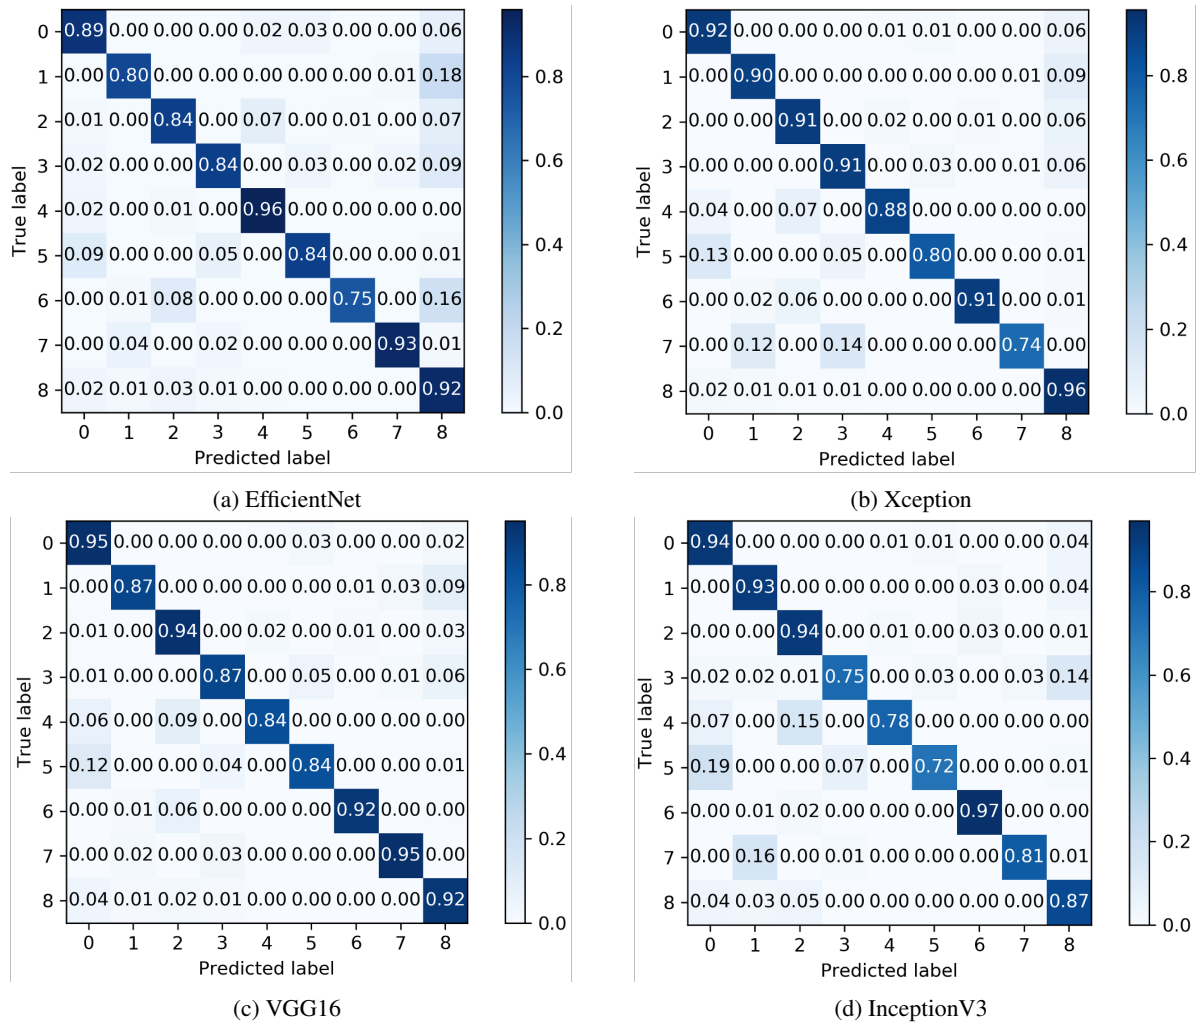 True label
0 0.89 0.00 0.00 0.00 0.02 0.03 0.00 0.00 0.06
1 0.00 0.80 0.00 0.00 0.00 0.00 0.00 0.01 0.18
2 0.01 0.00 0.84 0.00 0.07 0.00 0.01 0.00 0.07
3 0.02 0.00 0.00 0.84 0.00 0.03 0.00 0.02 0.09
4 0.02 0.00 0.01 0.00 0.96 0.00 0.00 0.00 0.00
5 0.09 0.00 0.00 0.05 0.00 0.84 0.00 0.00 0.01
6 0.00 0.01 0.08 0.00 0.00 0.00 0.75 0.00 0.16
7 0.00 0.04 0.00 0.02 0.00 0.00 0.00 0.93 0.01
8 0.02 0.01 0.03 0.01 0.00 0.00 0.00 0.00 0.92
0 1 2 3 4 5 6 7 8
Predicted label
0.8
0.6
0.4
0.2
0.0
(a) EfficientNet
True label
0 0.92 0.00 0.00 0.00 0.01 0.01 0.00 0.00 0.06
1 0.00 0.90 0.00 0.00 0.00 0.00 0.00 0.01 0.09
2 0.00 0.00 0.91 0.00 0.02 0.00 0.01 0.00 0.06
3 0.00 0.00 0.00 0.91 0.00 0.03 0.00 0.01 0.06
4 0.04 0.00 0.07 0.00 0.88 0.00 0.00 0.00 0.00
5 0.13 0.00 0.00 0.05 0.00 0.80 0.00 0.00 0.01
6 0.00 0.02 0.06 0.00 0.00 0.00 0.91 0.00 0.01
7 0.00 0.12 0.00 0.14 0.00 0.00 0.00 0.74 0.00
8 0.02 0.01 0.01 0.01 0.00 0.00 0.00 0.00 0.96
0 1 2 3 4 5 6 7 8
Predicted label
0.8
0.6
0.4
0.2
0.0
(b) Xception
True label
0 0.95 0.00 0.00 0.00 0.00 0.03 0.00 0.00 0.02
1 0.00 0.87 0.00 0.00 0.00 0.00 0.01 0.03 0.09
2 0.01 0.00 0.94 0.00 0.02 0.00 0.01 0.00 0.03
3 0.01 0.00 0.00 0.87 0.00 0.05 0.00 0.01 0.06
4 0.06 0.00 0.09 0.00 0.84 0.00 0.00 0.00 0.00
5 0.12 0.00 0.00 0.04 0.00 0.84 0.00 0.00 0.01
6 0.00 0.01 0.06 0.00 0.00 0.00 0.92 0.00 0.00
7 0.00 0.02 0.00 0.03 0.00 0.00 0.00 0.95 0.00
8 0.04 0.01 0.02 0.01 0.00 0.00 0.00 0.00 0.92
0 1 2 3 4 5 6 7 8
Predicted label
0.8
0.6
0.4
0.2
0.0
(c) VGG16
True label
0 0.94 0.00 0.00 0.00 0.01 0.01 0.00 0.00 0.04
1 0.00 0.93 0.00 0.00 0.00 0.00 0.03 0.00 0.04
2 0.00 0.00 0.94 0.00 0.01 0.00 0.03 0.00 0.01
3 0.02 0.02 0.01 0.75 0.00 0.03 0.00 0.03 0.14
4 0.07 0.00 0.15 0.00 0.78 0.00 0.00 0.00 0.00
5 0.19 0.00 0.00 0.07 0.00 0.72 0.00 0.00 0.01
6 0.00 0.01 0.02 0.00 0.00 0.00 0.97 0.00 0.00
7 0.00 0.16 0.00 0.01 0.00 0.00 0.00 0.81 0.01
8 0.04 0.03 0.05 0.00 0.00 0.00 0.00 0.00 0.87
0 1 2 3 4 5 6 7 8
Predicted label
0.8
0.6
0.4
0.2
0.0
(d) InceptionV3